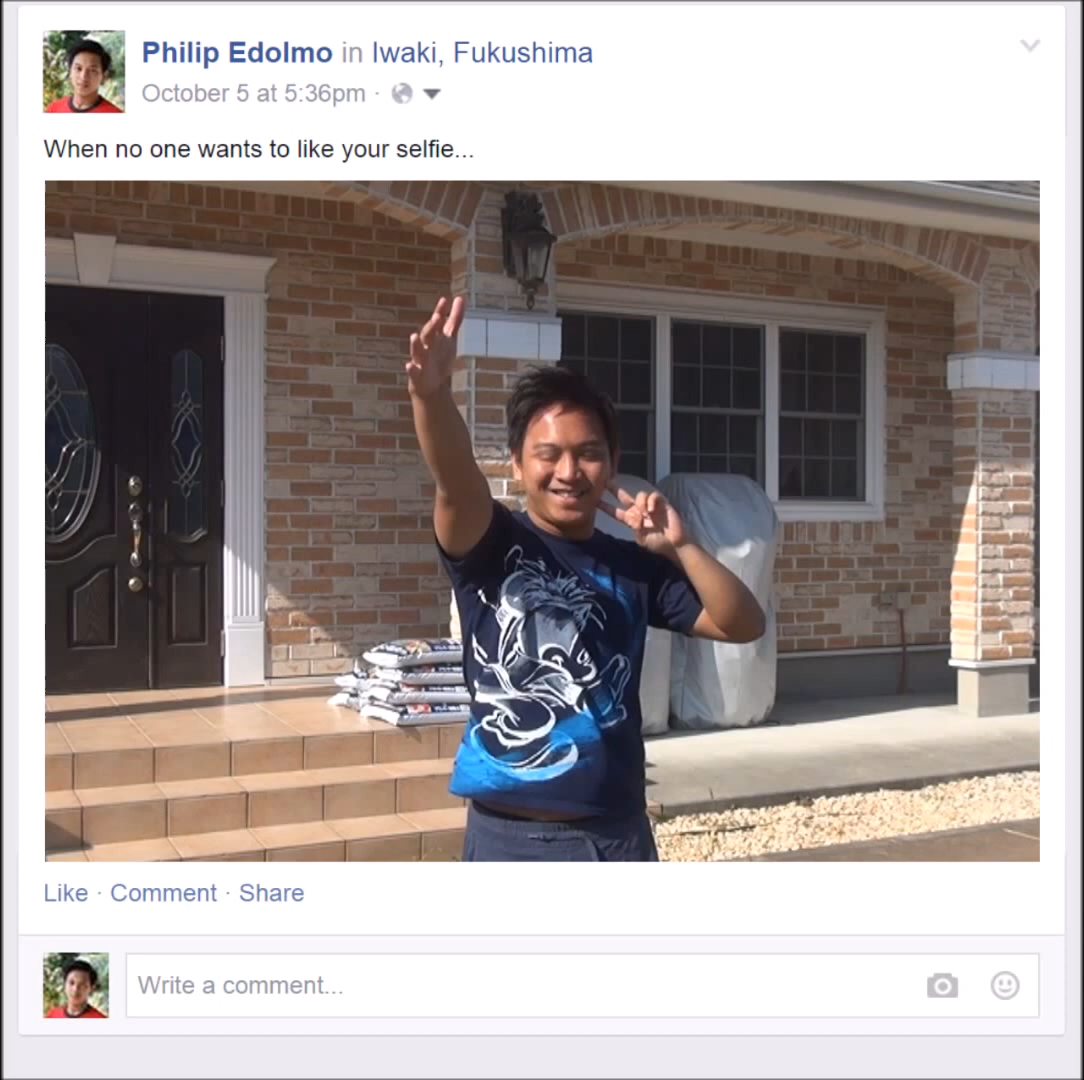 Philip Edolmo in Iwaki, Fukushima
October 5 at 5:36pm ·
When no one wants to like your selfie...
Like · Comment · Share
Write a comment...